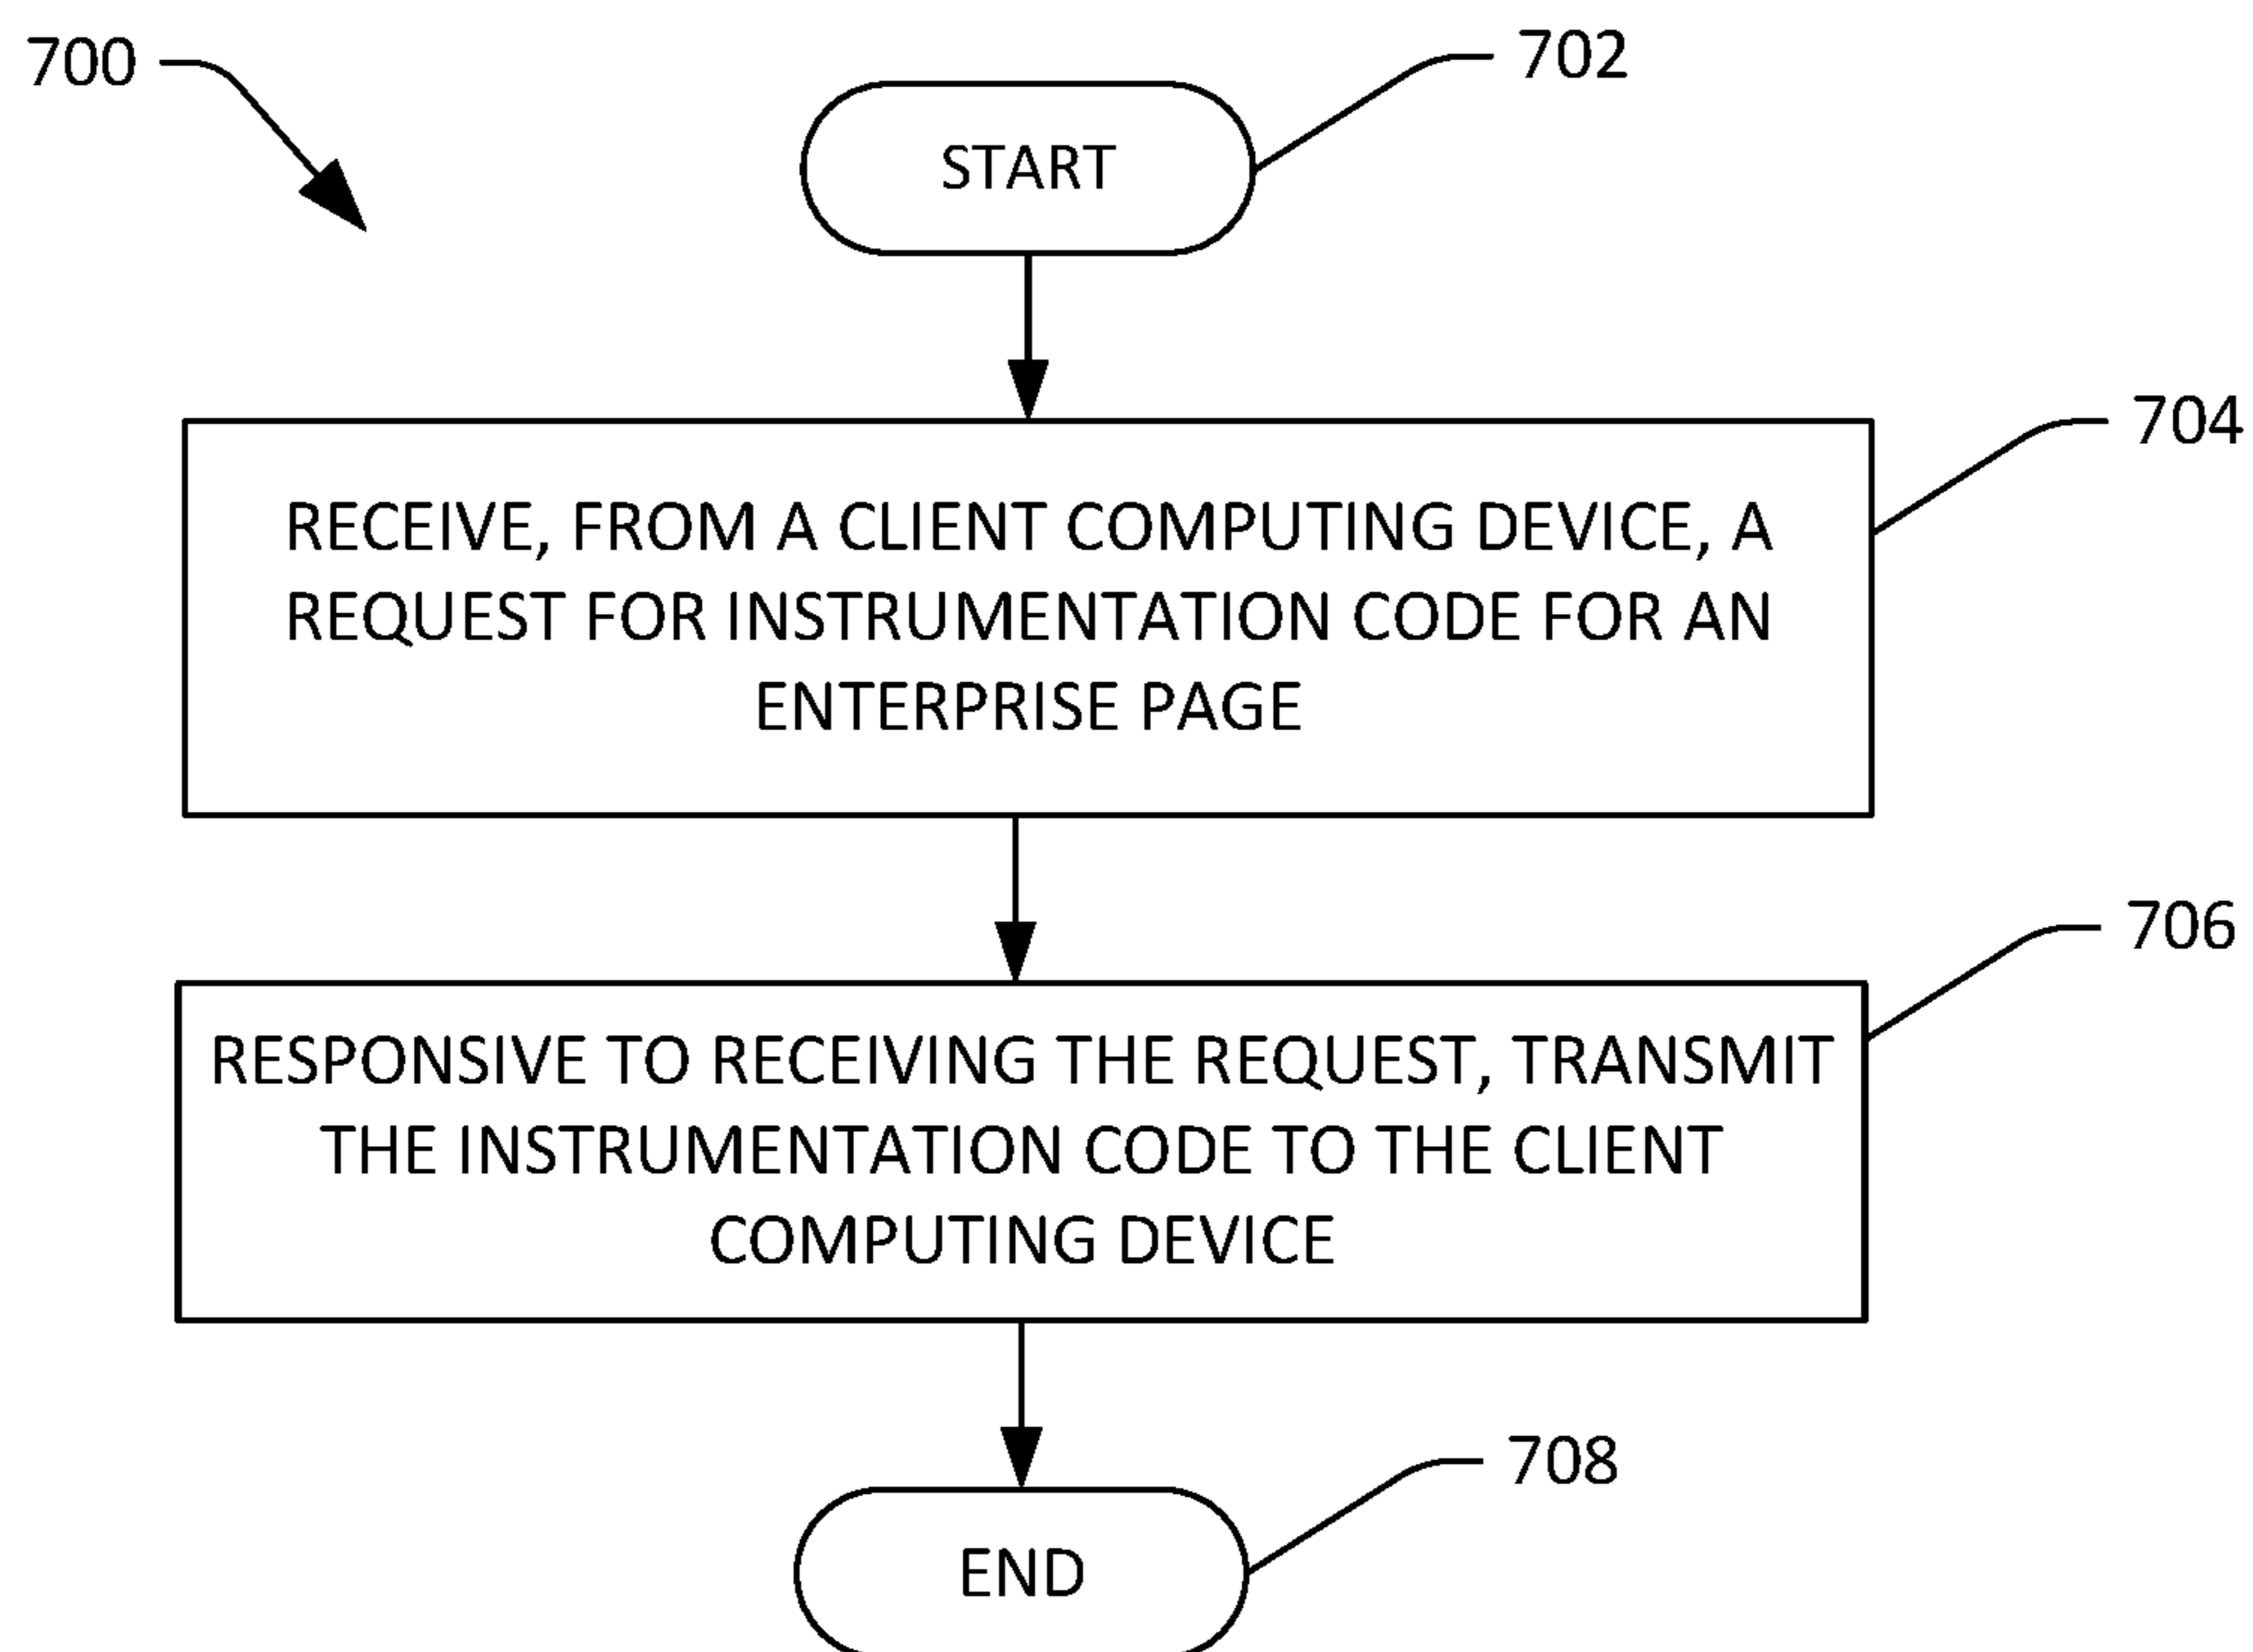 700
702
START
704
RECEIVE, FROM A CLIENT COMPUTING DEVICE, A
REQUEST FOR INSTRUMENTATION CODE FOR AN
ENTERPRISE PAGE
706
RESPONSIVE TO RECEIVING THE REQUEST, TRANSMIT
THE INSTRUMENTATION CODE TO THE CLIENT
COMPUTING DEVICE
708
END